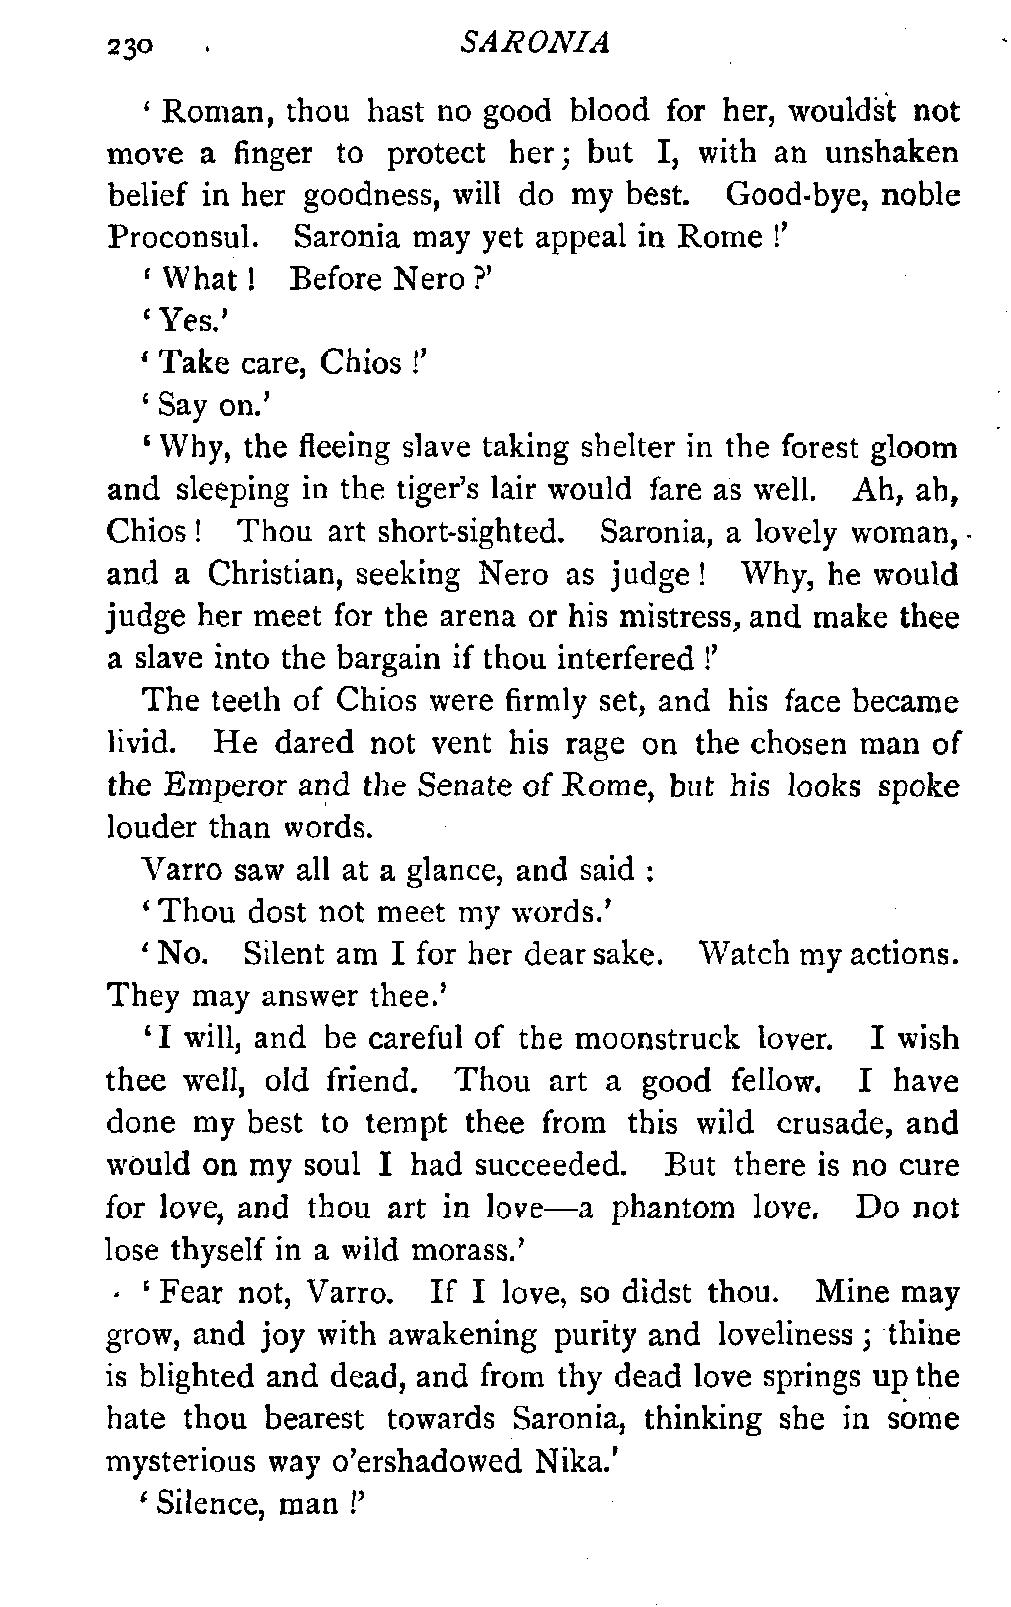 230 SARONIA
‘ Roman, thou hast no good blood for her, wouldst not
move a finger to protect her; but I, with an unshaken
belief in her goodness, will do my best. Good-bye, noble
Proconsul. Saronia may yet appeal in Rome !’
‘ What ! Before Nero ?’
‘ Yes.’
‘ Take care, Chios !’
‘ Say on.’
‘ Why, the fleeing slave taking shelter in the forest gloom
and sleeping in the tiger’s lair would fare as well. Ah, ah,
Chios ! Thou art short-sighted. Saronia, a lovely woman,
and a Christian, seeking Nero as judge ! Why, he would
judge her meet for the arena or his mistress, and make thee
a slave into the bargain if thou interfered !’
The teeth of Chios were firmly set, and his face became
livid. He dared not vent his rage on the chosen man of
the Emperor and the Senate of Rome, but his looks spoke
louder than words.
Varro saw all at a glance, and said :
‘ Thou dost not meet my words.’
‘ No. Silent am I for her dear sake. Watch my actions.
They may answer thee.’
‘ I will, and be careful of the moonstruck lover. I wish
thee well, old friend. Thou art a good fellow. I have
done my best to tempt thee from this wild crusade, and
would on my soul I had succeeded. But there is no cure
for love, and thou art in love—a phantom love. Do not
lose thyself in a wild morass.’
‘ Fear not, Varro. If I love, so didst thou. Mine may
grow, and joy with awakening purity and loveliness ; thine
is blighted and dead, and from thy dead love springs up the
hate thou bearest towards Saronia, thinking she in some
mysterious way o’ershadowed Nika.’
‘ Silence, man !’